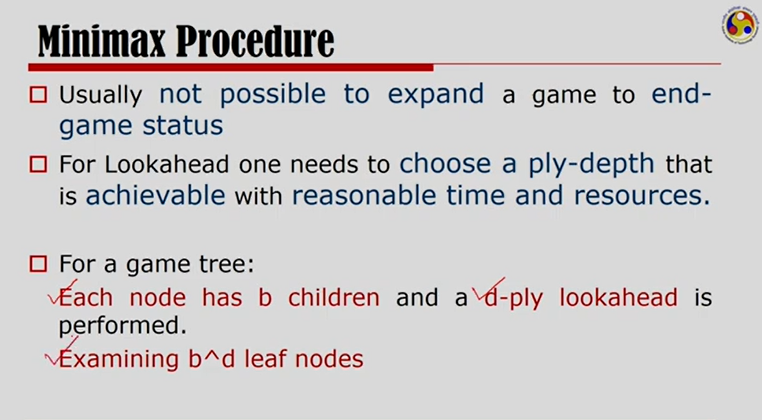 Minimax Procedure
Usually not possible to expand a game to end-
game status
For Lookahead one needs to choose a ply-depth that
is achievable with reasonable time and resources.
For a game tree:
Each node has b children and a d-ply lookahead is
performed.
Examining b^d leaf nodes